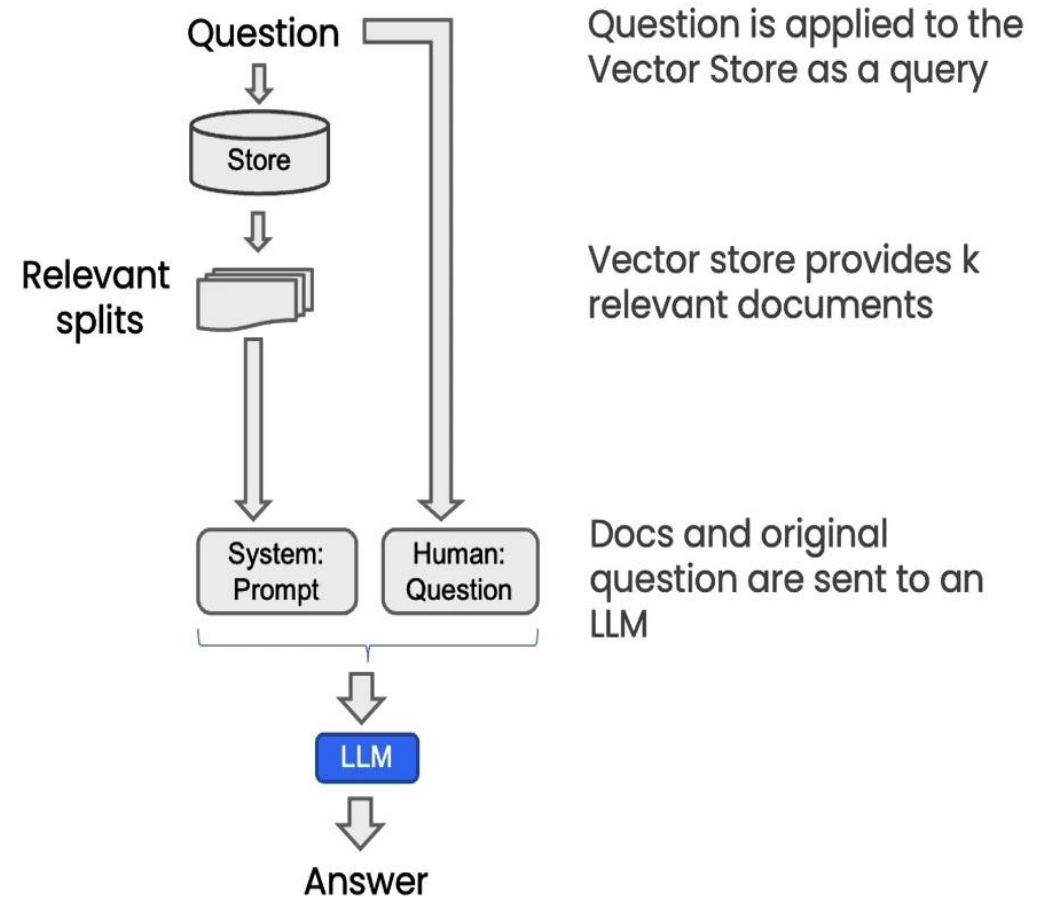 Question
Question is applied to the
Vector Store as a query
Store
Relevant
splits
Vector store provides k
relevant documents
System:
Prompt
Human:
Question
Docs and original
question are sent to an
LLM
LLM
Answer